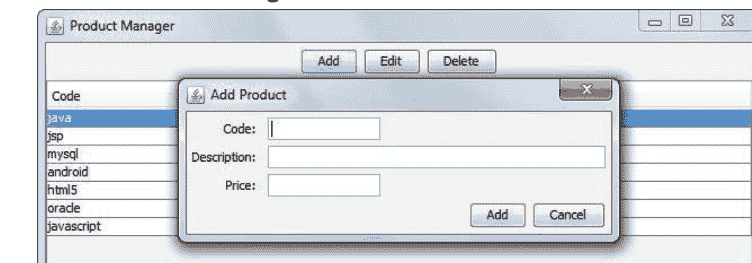 Product Manager
Add Edit Delete
Code
Add Product
java
Code:
jsp
mysql
Description:
android
html5
Price:
oracle
Add Cancel
javascript